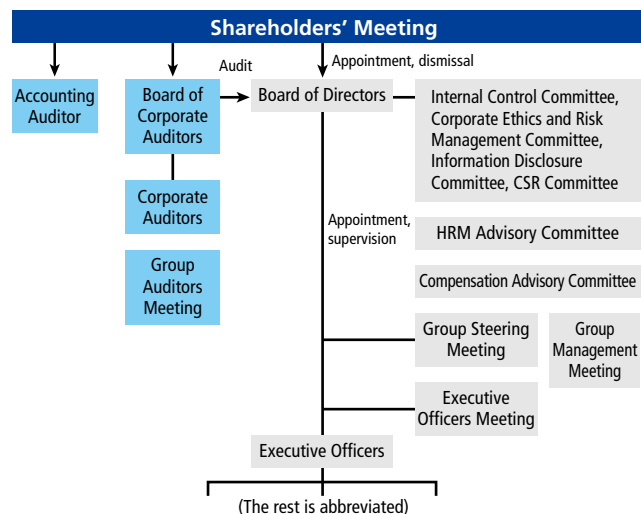 Shareholders’ Meeting
Audit
Appointment, dismissal
Accounting
Auditor
Board of
Corporate
Auditors
Board of Directors
Internal Control Committee,
Corporate Ethics and Risk
Management Committee,
Information Disclosure
Committee, CSR Committee
Corporate
Auditors
Appointment,
supervision
HRM Advisory Committee
Group
Auditors
Meeting
Compensation Advisory Committee
Group Steering
Meeting
Group
Management
Meeting
Executive
Officers Meeting
Executive Officers
(The rest is abbreviated)